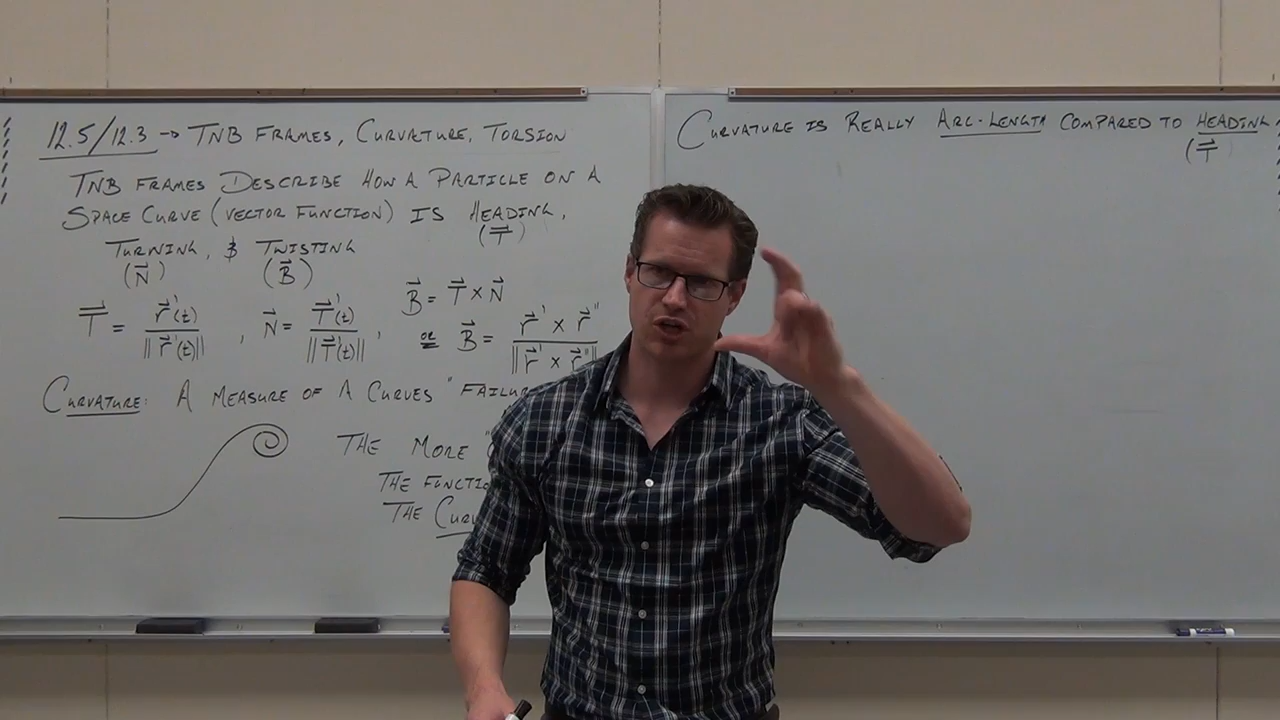 12.5/12.3 → TNB FRAMES, CURVATURE, TORSION
TNB FRAMES DESCRIBE HOW A PARTICLE ON A
SPACE CURVE (VECTOR FUNCTION) IS HEADING,
(T⃗)
TURNING, & TWISTING
(N⃗) (B⃗)
T⃗ = r⃗'(t) / ||r⃗'(t)|| , N⃗ = T⃗'(t) / ||T⃗'(t)|| , B⃗ = T⃗ x N⃗
OR B⃗ = r⃗' x r⃗'' / ||r⃗' x r⃗''||
CURVATURE: A MEASURE OF A CURVES "FAILUR
THE MORE "
THE FUNCTIO
THE CURV
CURVATURE IS REALLY ARC-LENGTH COMPARED TO HEADING
(T⃗